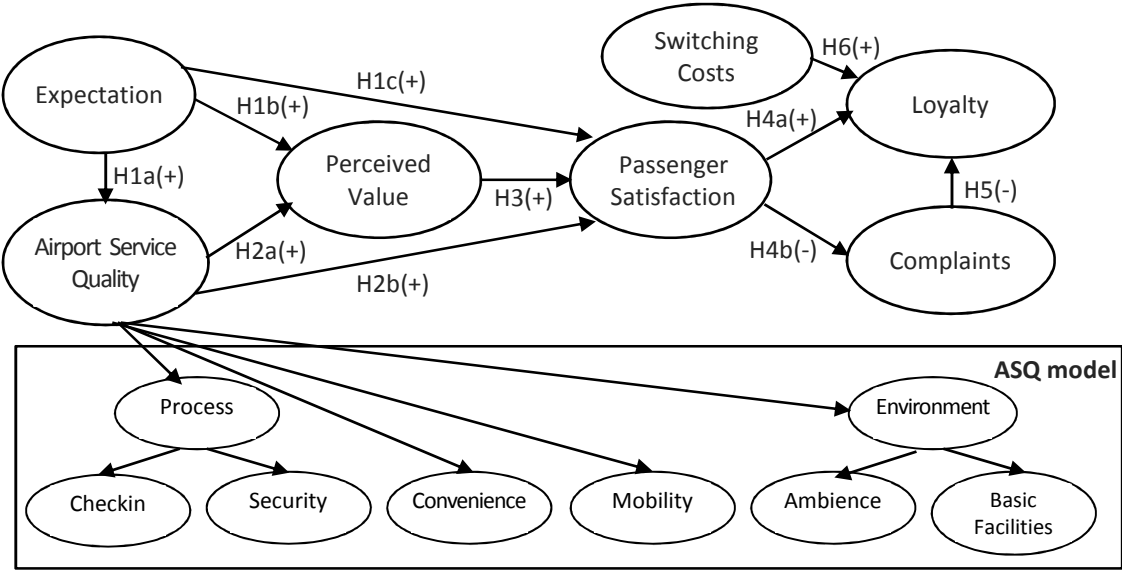 Switching
Costs
H6(+)
Expectation
H1c(+)
Loyalty
H1b(+)
H4a(+)
Perceived
Value
Passenger
Satisfaction
H1a(+)
H3(+)
H5(-)
Airport Service
Quality
H2a(+)
H4b(-)
Complaints
H2b(+)
ASQ model
Process
Environment
Checkin
Security
Convenience
Mobility
Ambience
Basic
Facilities